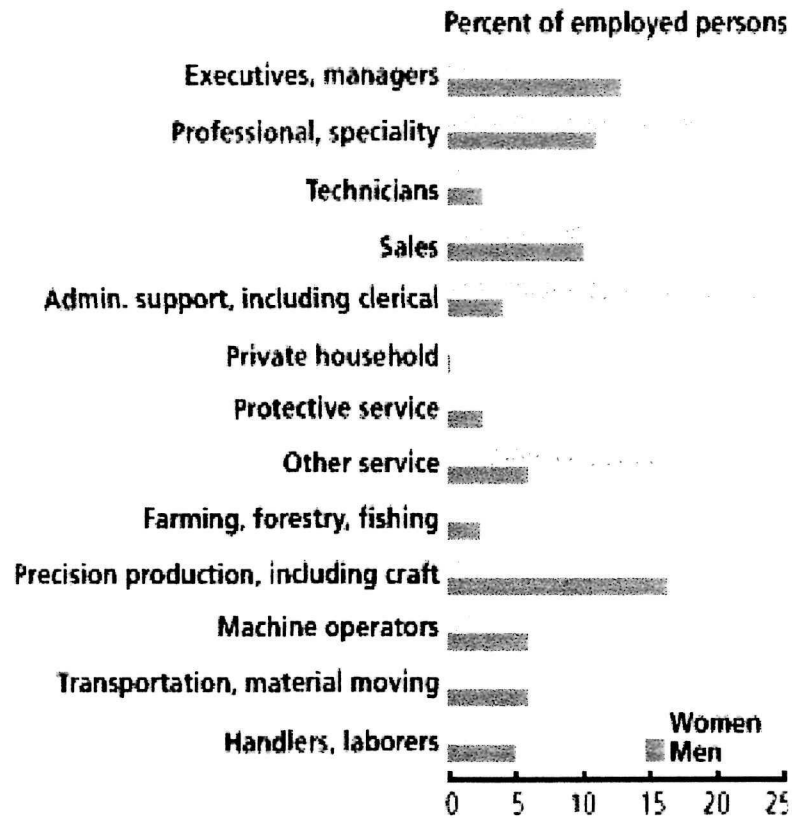 Percent of employed persons
Executives, managers
Professional, speciality
Technicians
Sales
Admin. support, including clerical
Private household
Protective service
Other service
Farming, forestry, fishing
Precision production, including craft
Machine operators
Transportation, material moving
Handlers, laborers
Women
Men
0 5 10 15 20 25